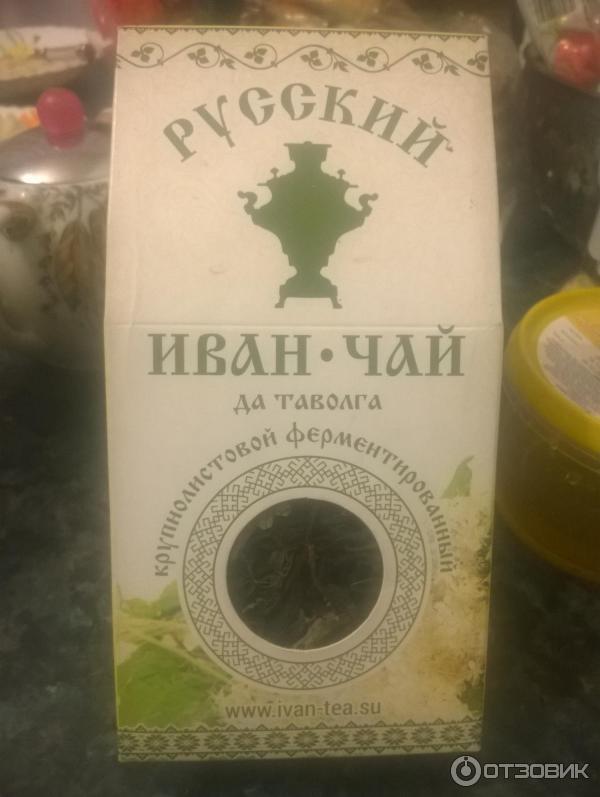 РУССКИЙ
ИВАН·ЧАЙ
ДА ТАВОЛГА
крупнолистовой ферментированный
www.ivan-tea.su
ОТЗОВИК